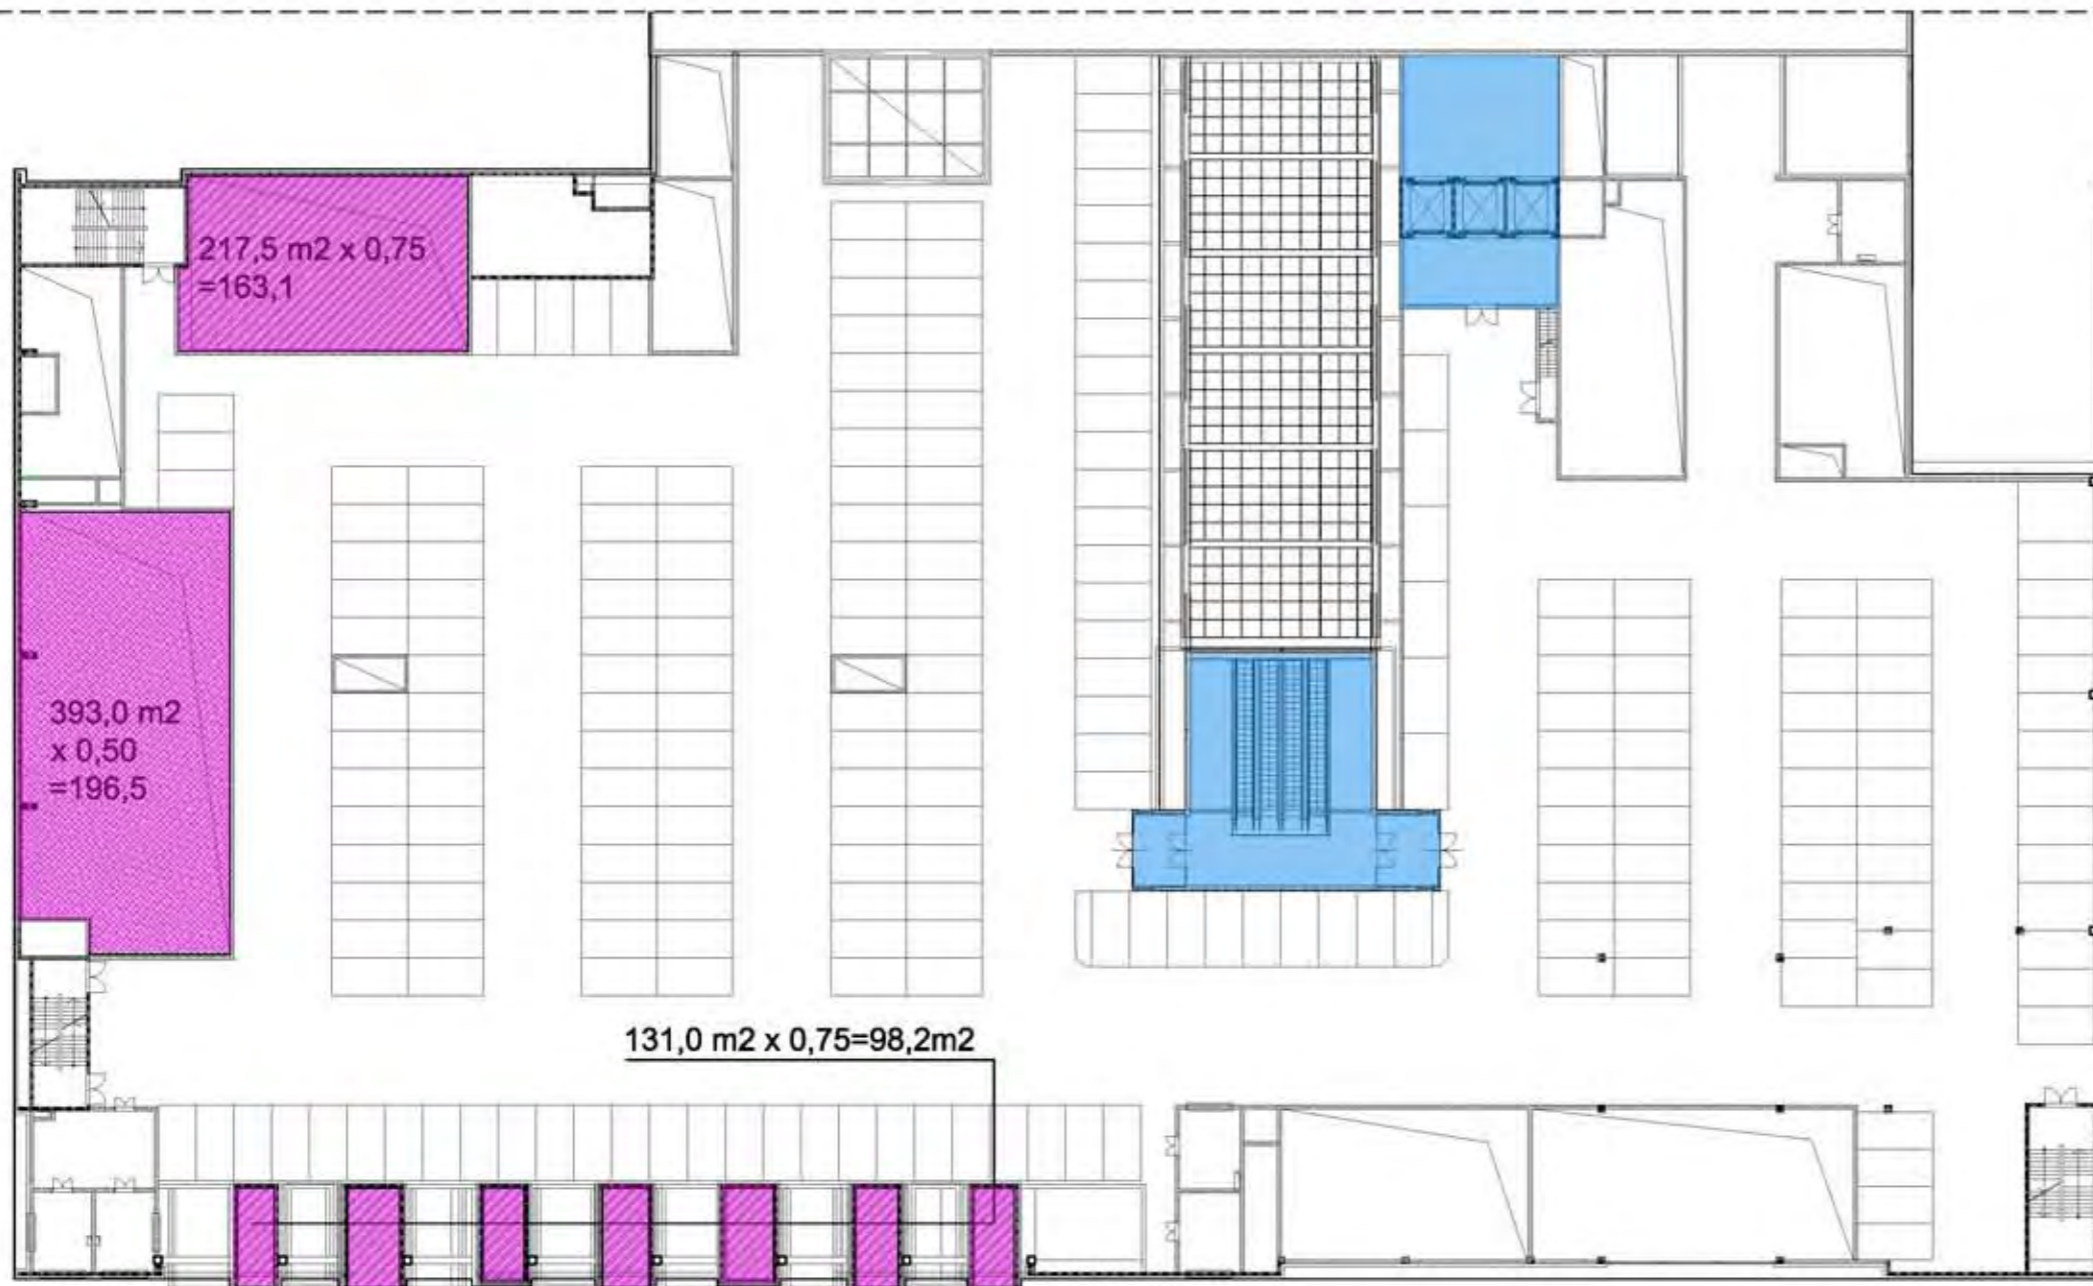 217,5 m2 x 0,75
=163,1
393,0 m2
x 0,50
=196,5
131,0 m2 x 0,75=98,2m2